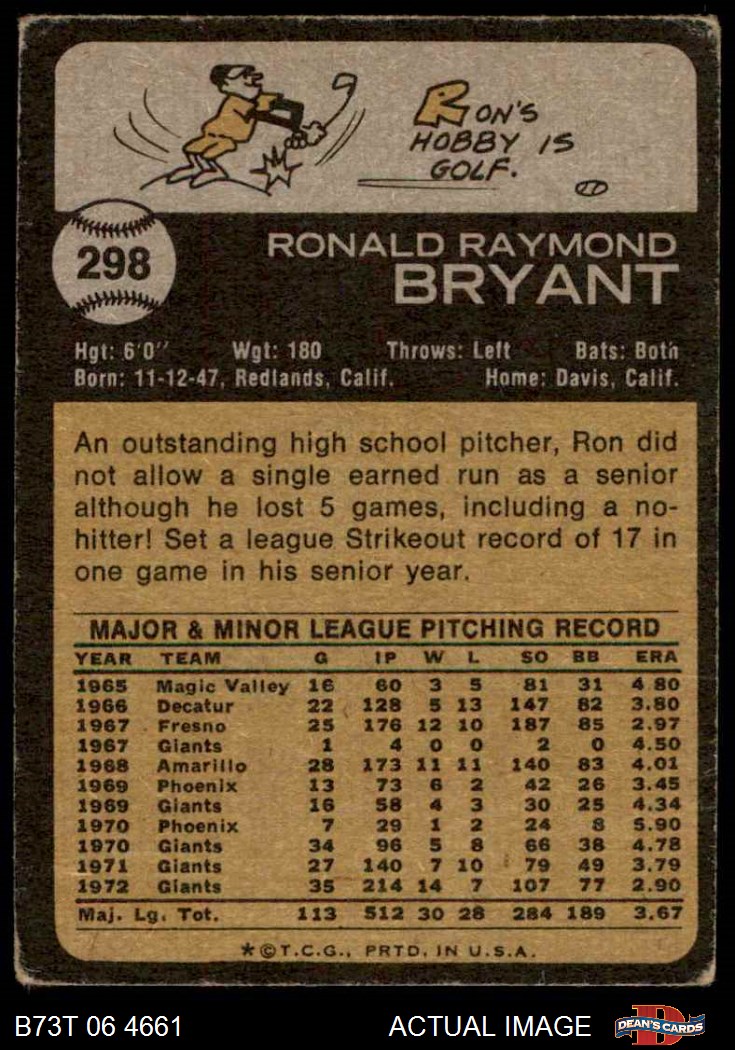 RON'S
HOBBY IS
GOLF.
298
RONALD RAYMOND
BRYANT
Hgt: 6'0" Wgt: 180 Throws: Left Bats: Both
Born: 11-12-47, Redlands, Calif. Home: Davis, Calif.
An outstanding high school pitcher, Ron did
not allow a single earned run as a senior
although he lost 5 games, including a no-
hitter! Set a league Strikeout record of 17 in
one game in his senior year.
MAJOR & MINOR LEAGUE PITCHING RECORD
YEAR TEAM G IP W L SO BB ERA
1965 Magic Valley 16 60 3 5 81 31 4.80
1966 Decatur 22 128 5 13 147 82 3.80
1967 Fresno 25 176 12 10 187 85 2.97
1967 Giants 1 4 0 0 2 0 4.50
1968 Amarillo 28 173 11 11 140 83 4.01
1969 Phoenix 13 73 6 2 42 26 3.45
1969 Giants 16 58 4 3 30 25 4.34
1970 Phoenix 7 29 1 2 24 8 5.90
1970 Giants 34 96 5 8 66 38 4.78
1971 Giants 27 140 7 10 79 49 3.79
1972 Giants 35 214 14 7 107 77 2.90
Maj. Lg. Tot. 113 512 30 28 284 189 3.67
*©T.C.G., PRTD. IN U.S.A.
B73T 06 4661 ACTUAL IMAGE DEAN'S CARDS